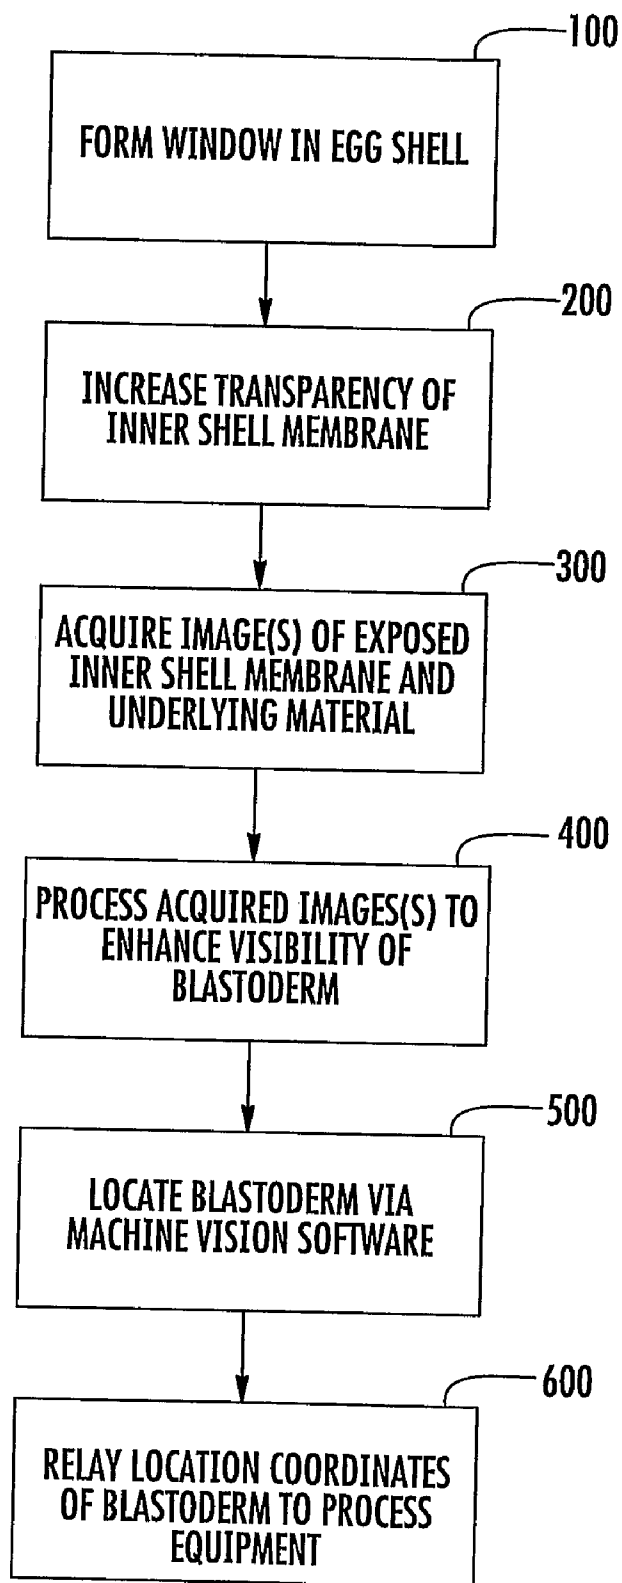 100
FORM WINDOW IN EGG SHELL
200
INCREASE TRANSPARENCY OF
INNER SHELL MEMBRANE
300
ACQUIRE IMAGE(S) OF EXPOSED
INNER SHELL MEMBRANE AND
UNDERLYING MATERIAL
400
PROCESS ACQUIRED IMAGES(S) TO
ENHANCE VISIBILITY OF
BLASTODERM
500
LOCATE BLASTODERM VIA
MACHINE VISION SOFTWARE
600
RELAY LOCATION COORDINATES
OF BLASTODERM TO PROCESS
EQUIPMENT